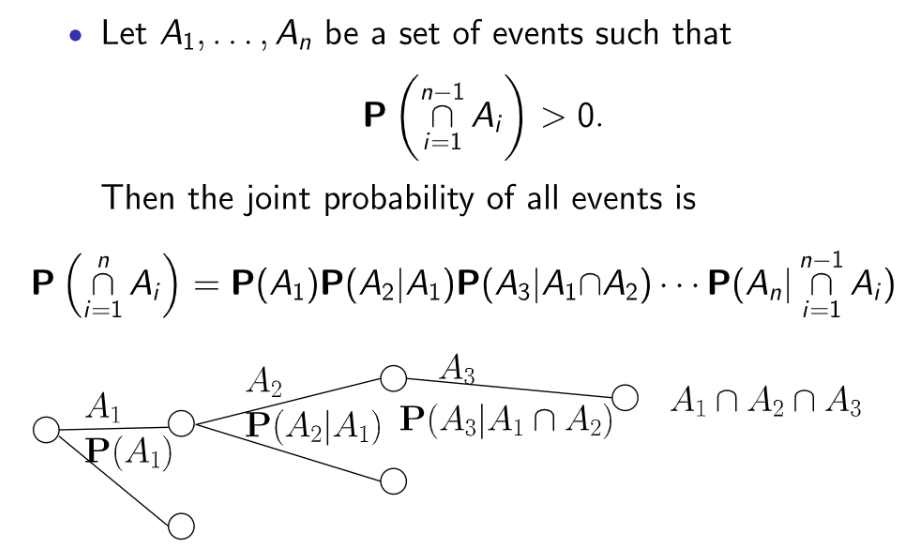 • Let A₁, . . . , Aₙ be a set of events such that
P(∩ᵢ₌₁ⁿ⁻¹ Aᵢ) > 0.
Then the joint probability of all events is
P(∩ᵢ₌₁ⁿ Aᵢ) = P(A₁)P(A₂|A₁)P(A₃|A₁∩A₂) · · · P(Aₙ| ∩ᵢ₌₁ⁿ⁻¹ Aᵢ)
A₁
P(A₁)
A₂
P(A₂|A₁)
A₃
P(A₃|A₁ ∩ A₂)
A₁ ∩ A₂ ∩ A₃